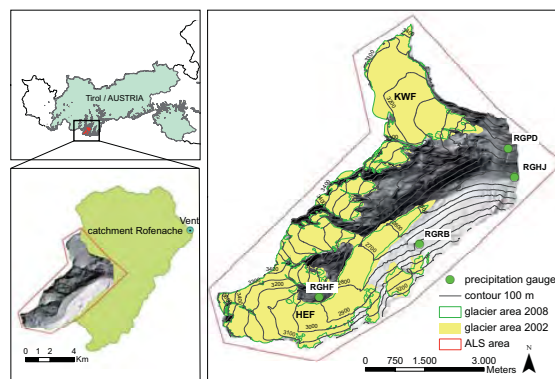 Tirol / AUSTRIA
Vent
catchment Rofenache
0 1 2 4
Km
KWF
RGPD
RGHJ
RGRB
RGHF
HEF
3200
3400
3200
3000
3100
precipitation gauge
contour 100 m
glacier area 2008
glacier area 2002
ALS area
0 750 1.500 3.000
Meters
N